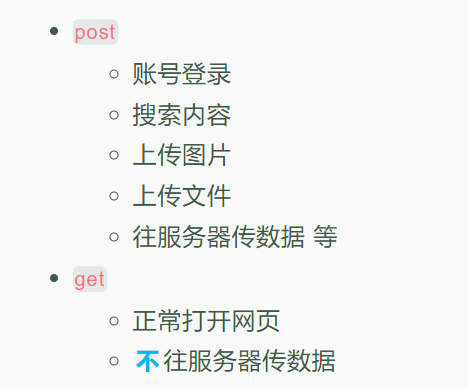 post
账号登录
搜索内容
上传图片
上传文件
往服务器传数据 等
get
正常打开网页
不往服务器传数据